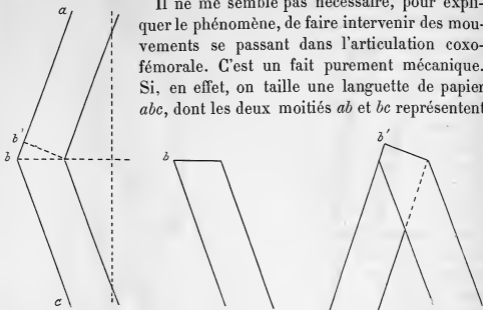 Il ne me semble pas nécessaire, pour expli-
quer le phénomène, de faire intervenir des mou-
vements se passant dans l'articulation coxo-
fémorale. C'est un fait purement mécanique.
Si, en effet, on taille une languette de papier
abc, dont les deux moitiés ab et bc représentent
a
b'
b
c
b
b'